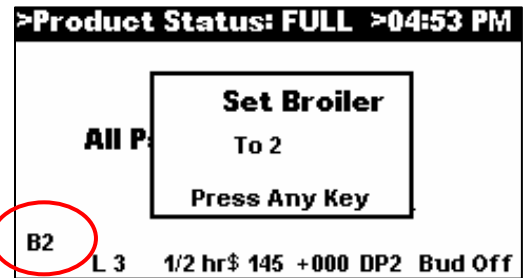 >Product Status: FULL >04:53 PM
Set Broiler
All P
To 2
Press Any Key
B2
L 3 1/2 hr$ 145 +000 DP2 Bud Off